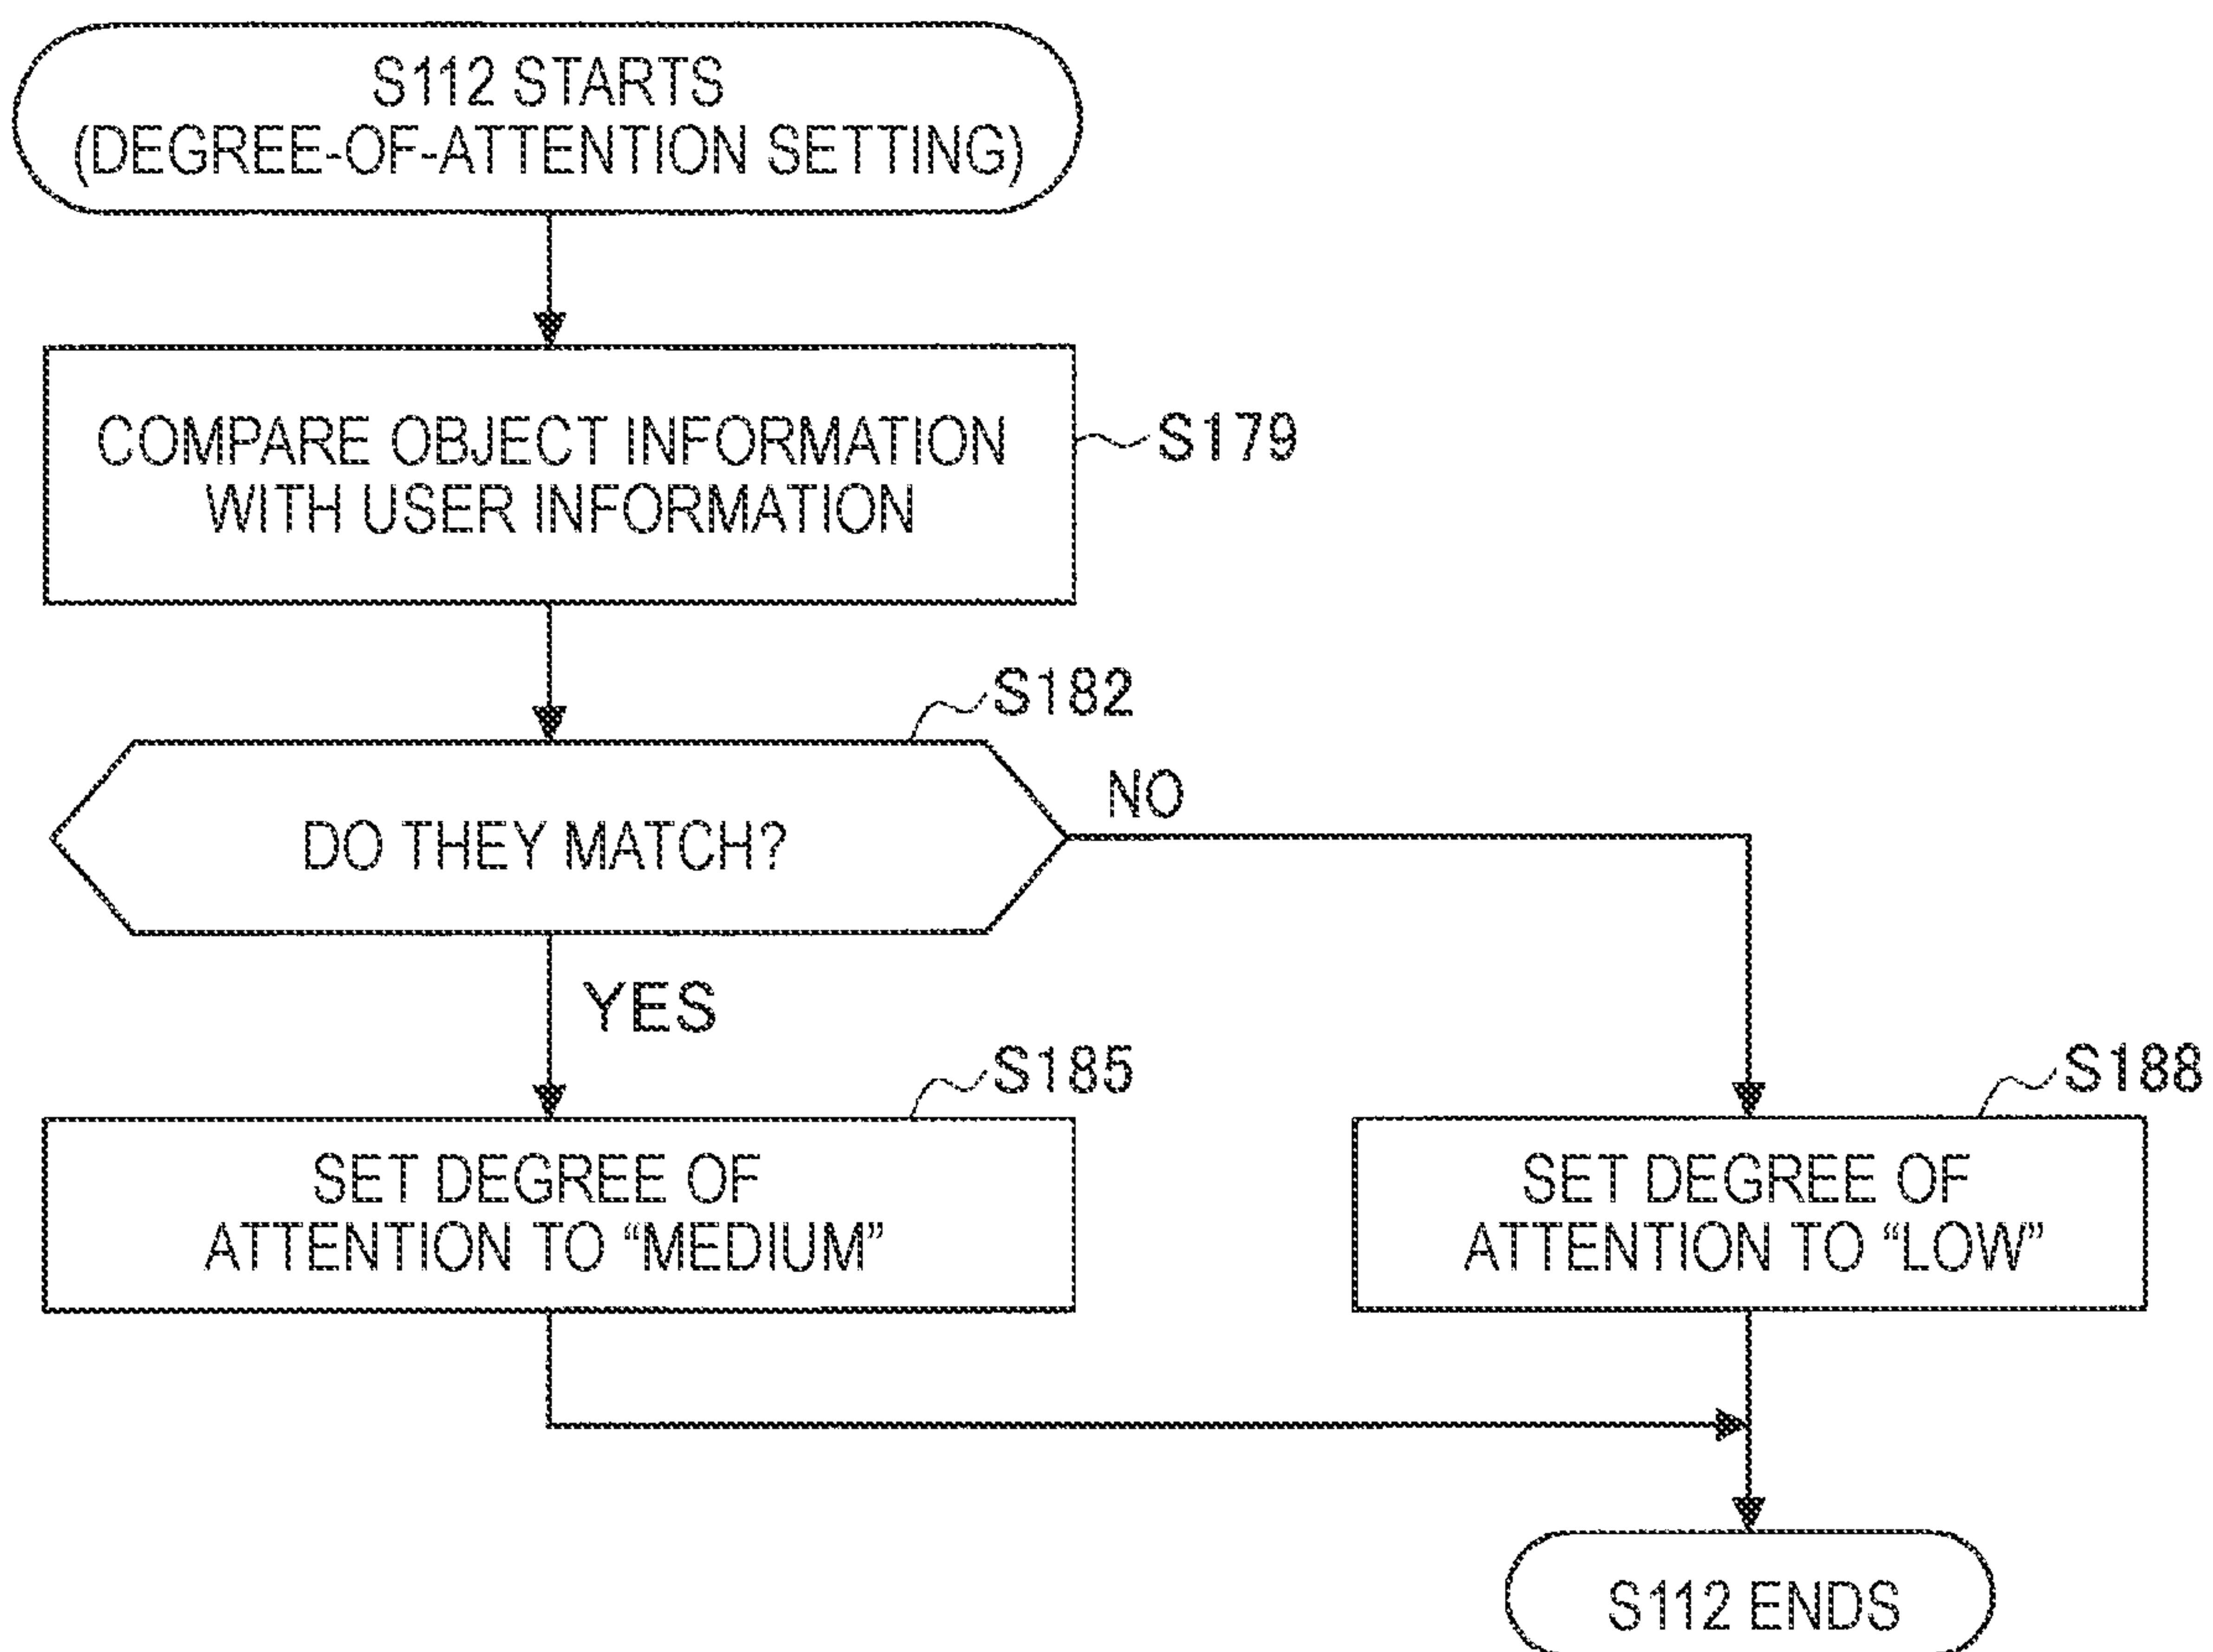 S112 STARTS
(DEGREE-OF-ATTENTION SETTING)
COMPARE OBJECT INFORMATION
WITH USER INFORMATION
S179
S182
DO THEY MATCH?
NO
YES
S185
SET DEGREE OF
ATTENTION TO “MEDIUM”
S188
SET DEGREE OF
ATTENTION TO “LOW”
S112 ENDS